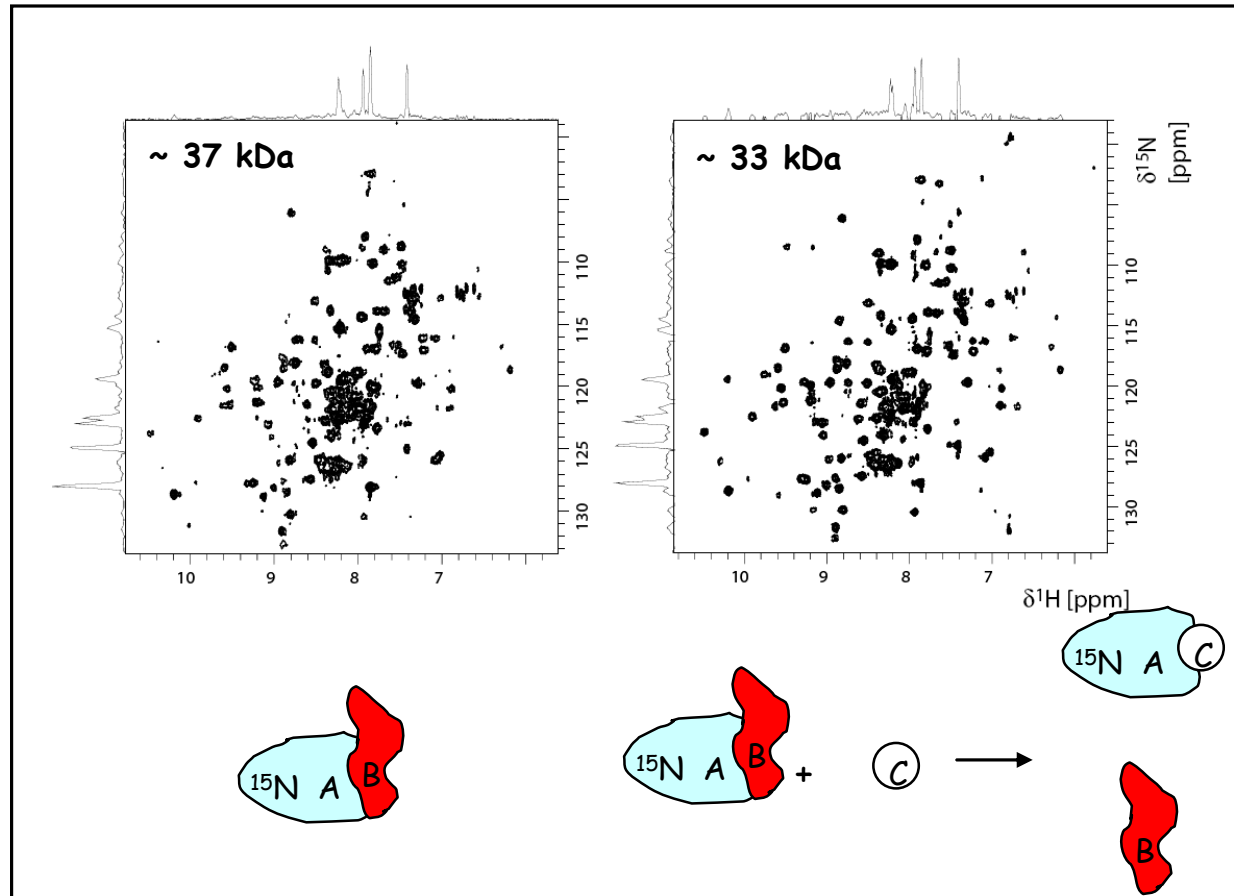 ~ 37 kDa
~ 33 kDa
δ¹⁵N
[ppm]
110
115
120
125
130
110
115
120
125
130
10 9 8 7
10 9 8 7
δ¹H [ppm]
¹⁵N A C
¹⁵N A B
¹⁵N A B + C
B